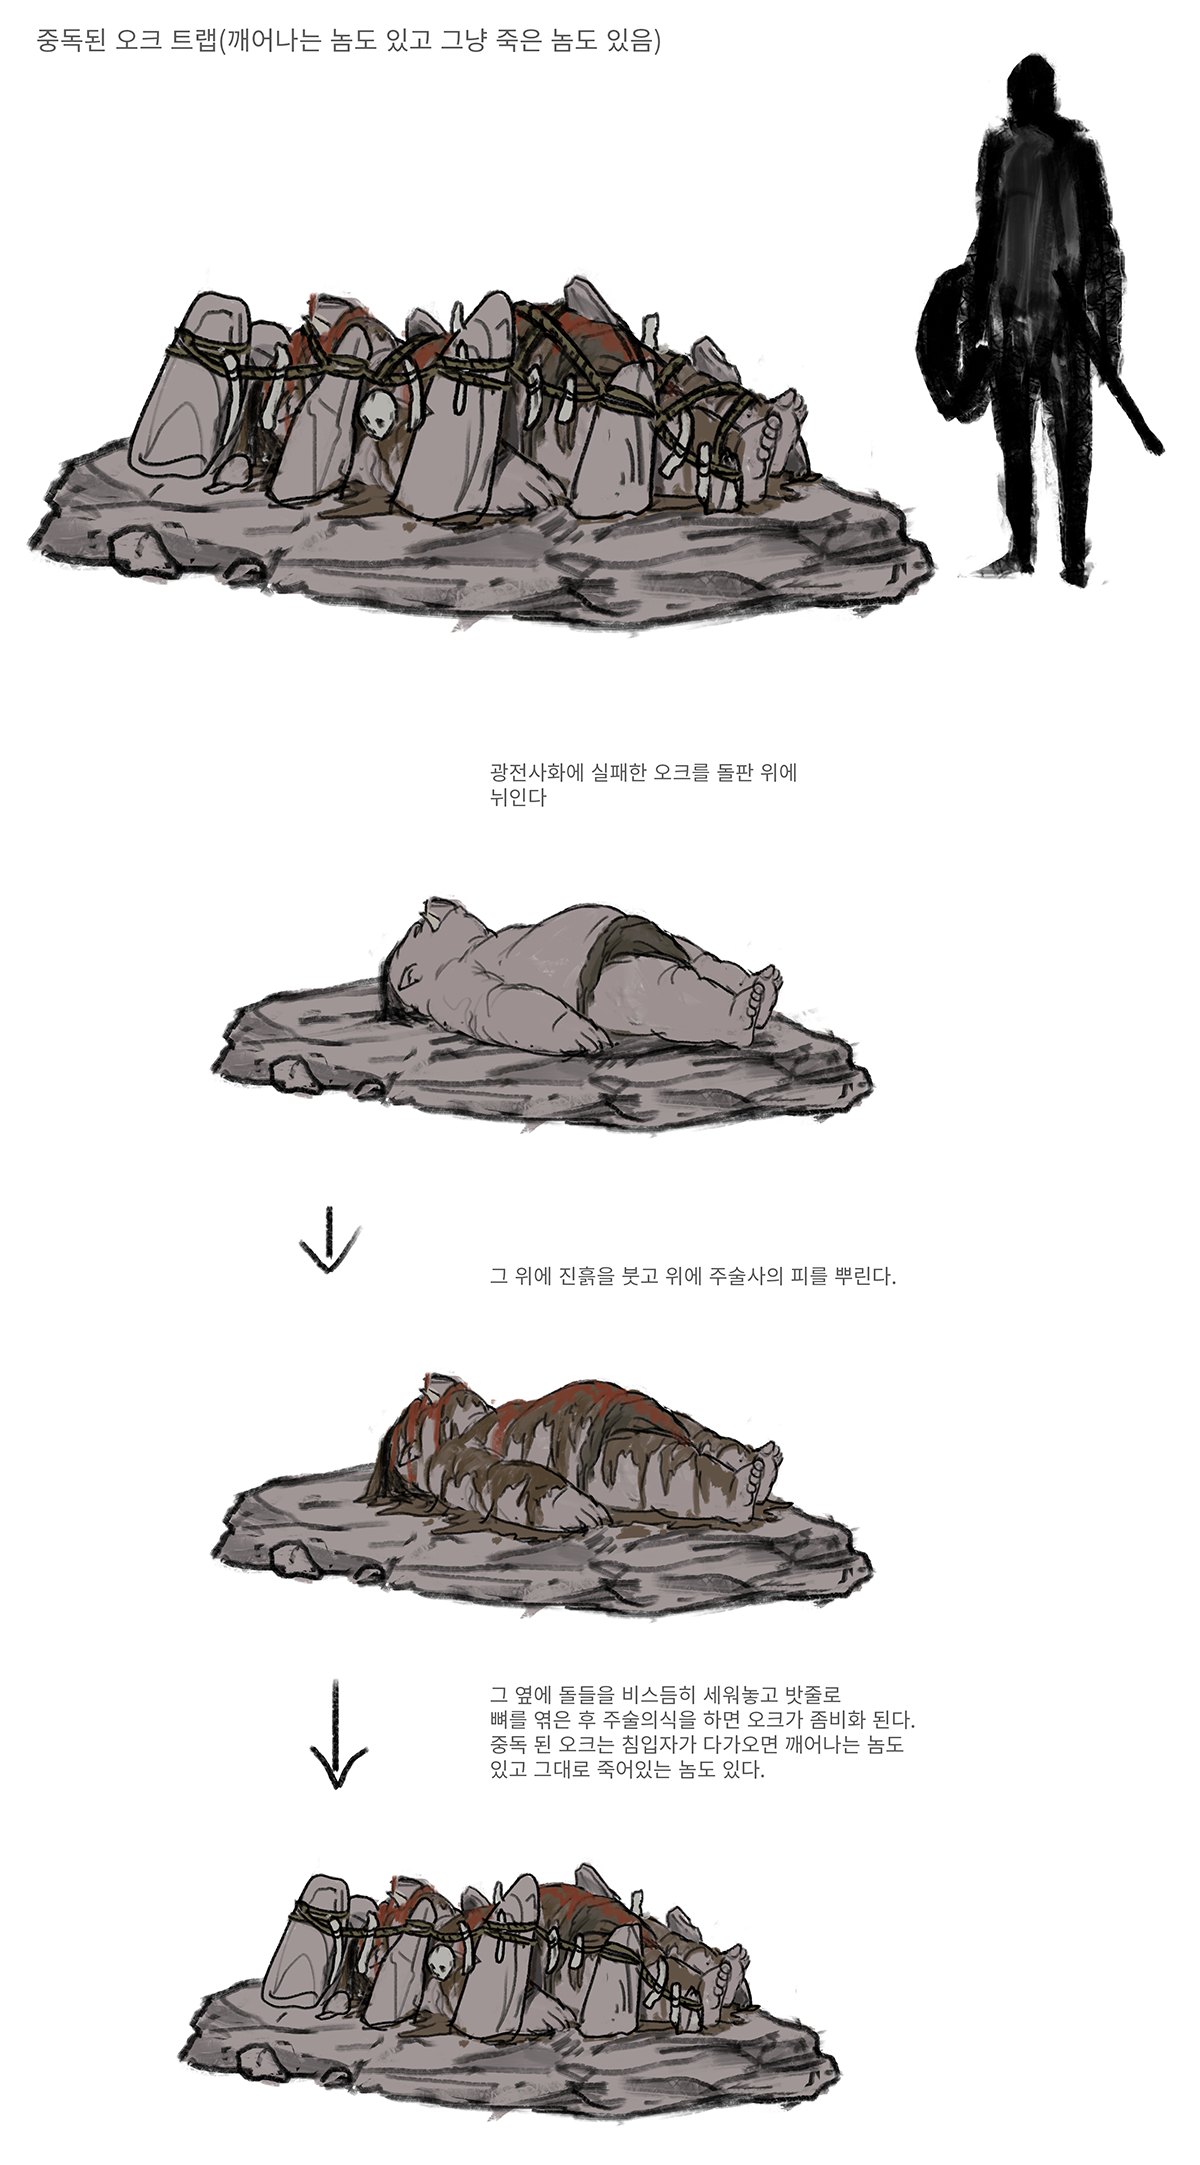 중독된 오크 트랩(깨어나는 놈도 있고 그냥 죽은 놈도 있음)
광전사화에 실패한 오크를 돌판 위에
뉘인다
그 위에 진흙을 붓고 위에 주술사의 피를 뿌린다.
그 옆에 돌들을 비스듬히 세워놓고 밧줄로
뼈를 엮은 후 주술의식을 하면 오크가 좀비화 된다.
중독 된 오크는 침입자가 다가오면 깨어나는 놈도
있고 그대로 죽어있는 놈도 있다.